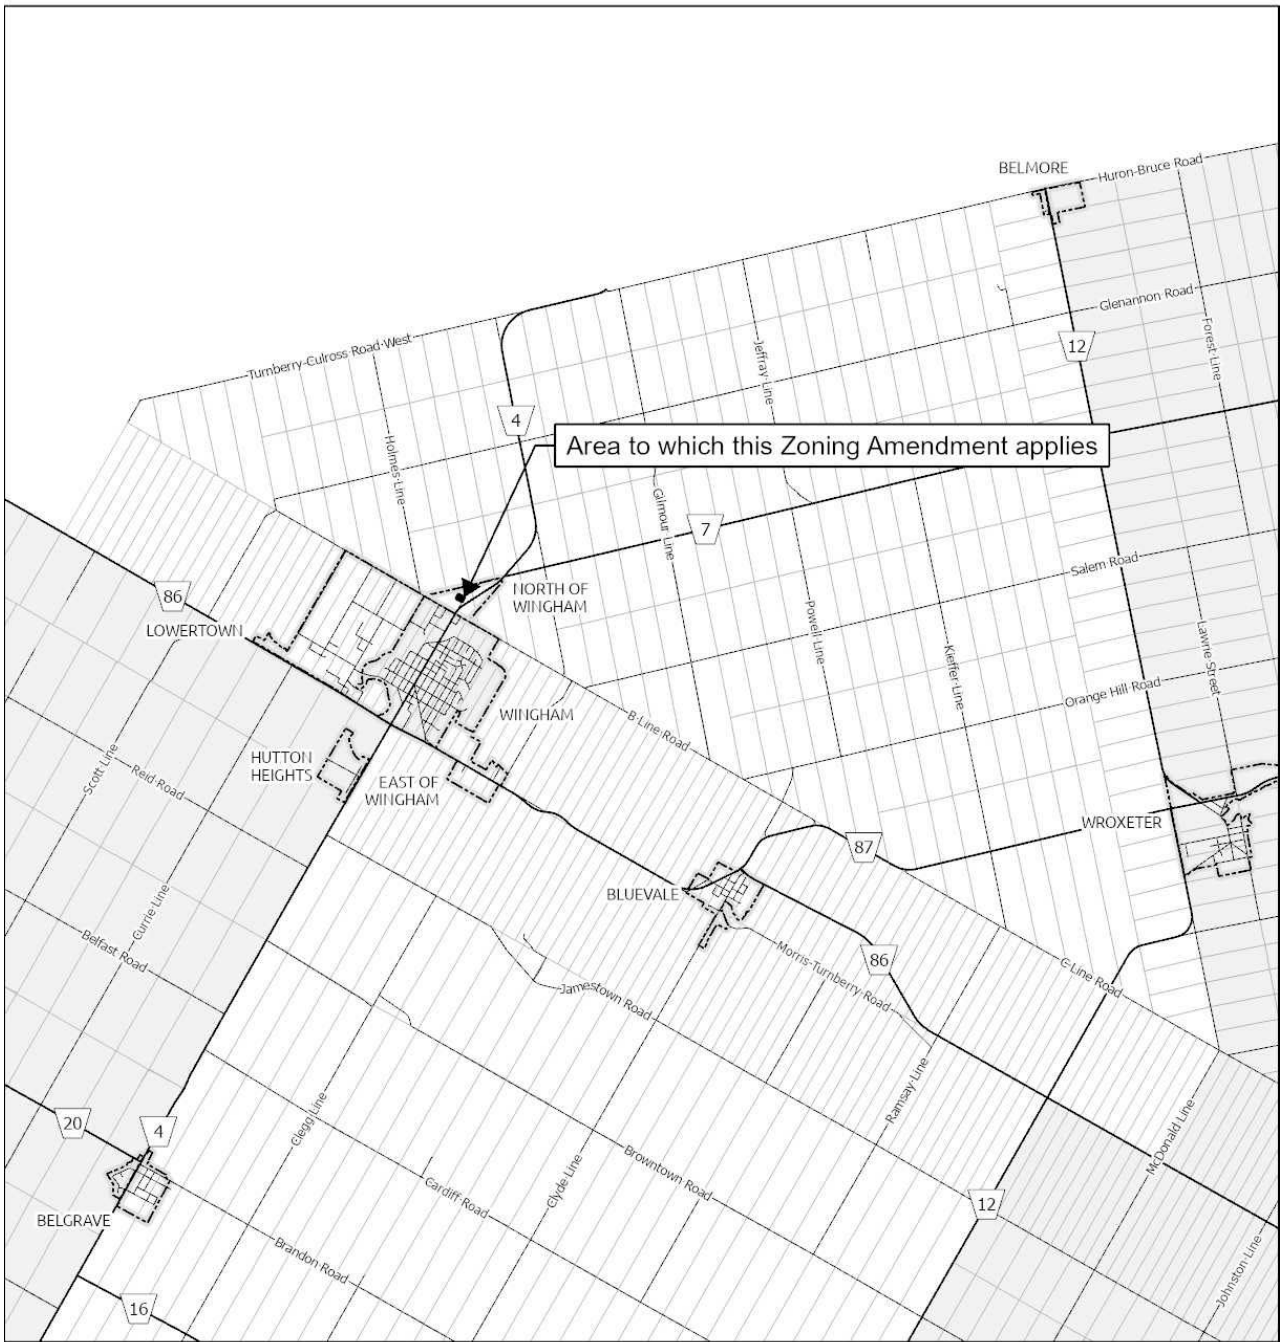 BELMORE
Huron-Bruce Road
Glenannon Road
12
Forest Line
Turnberry-Culross Road West
Jeffray Line
4
Holmes Line
Area to which this Zoning Amendment applies
Gilmour Line
7
Salem Road
86
NORTH OF
WINGHAM
LOWERTOWN
Powell Line
Kieffer Line
Lawrie Street
Orange Hill Road
WINGHAM
B Line Road
Scott Line
Reid Road
HUTTON
HEIGHTS
EAST OF
WINGHAM
WROXETER
87
BLUEVALE
Currie Line
Belfast Road
Morris-Turnberry Road
86
C Line Road
Jamestown Road
Ramsay Line
20
4
Clegg Line
McDonald Line
Browntown Road
Clyde Line
Cardiff Road
12
BELGRAVE
Brandon Road
Johnston Line
16